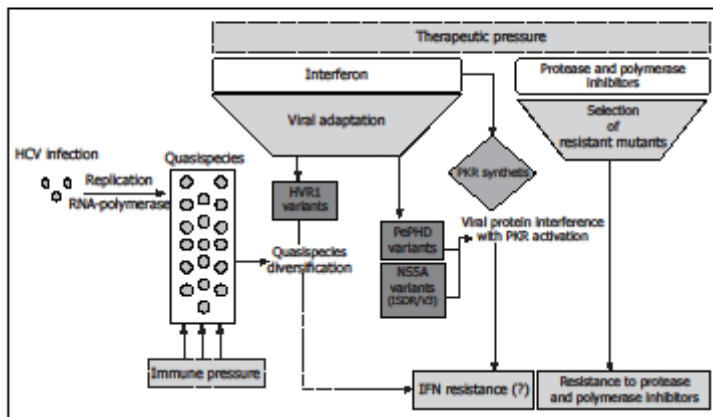 Therapeutic pressure
Interferon
Protease and polymerase
inhibitors
Viral adaptation
Selection
of
resistant mutants
HCV infection
Quasispecies
Replication
RNA-polymerase
HVR1
variants
PKR synthetis
PePHD
variants
Viral protein interference
with PKR activation
Quasispecies
diversification
NS5A
variants
(ISDR/V3)
Immune pressure
IFN resistance (?)
Resistance to protease
and polymerase inhibitors